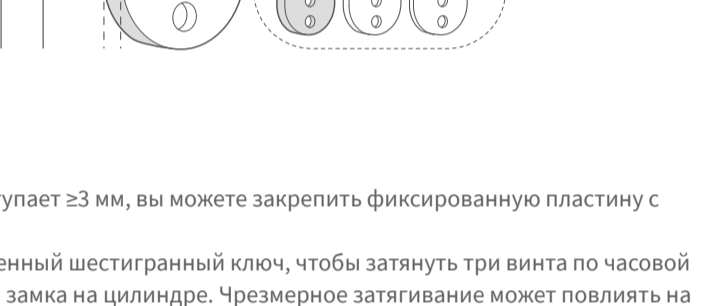 тупает ≥3 мм, вы можете закрепить фиксированную пластину с
енный шестигранный ключ, чтобы затянуть три винта по часовой
замка на цилиндре. Чрезмерное затягивание может повлиять на